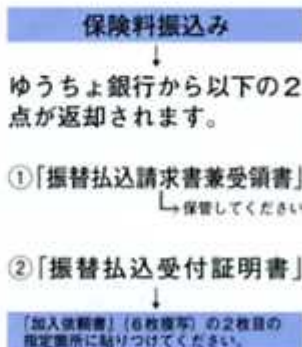 保険料振込み
↓
ゆうちょ銀行から以下の2
点が返却されます。
①「振替払込請求書兼受領書」
↳保管してください
②「振替払込受付証明書」
↓
「加入依頼書」(6枚複写)の2枚目の
指定箇所に貼りつけてください。